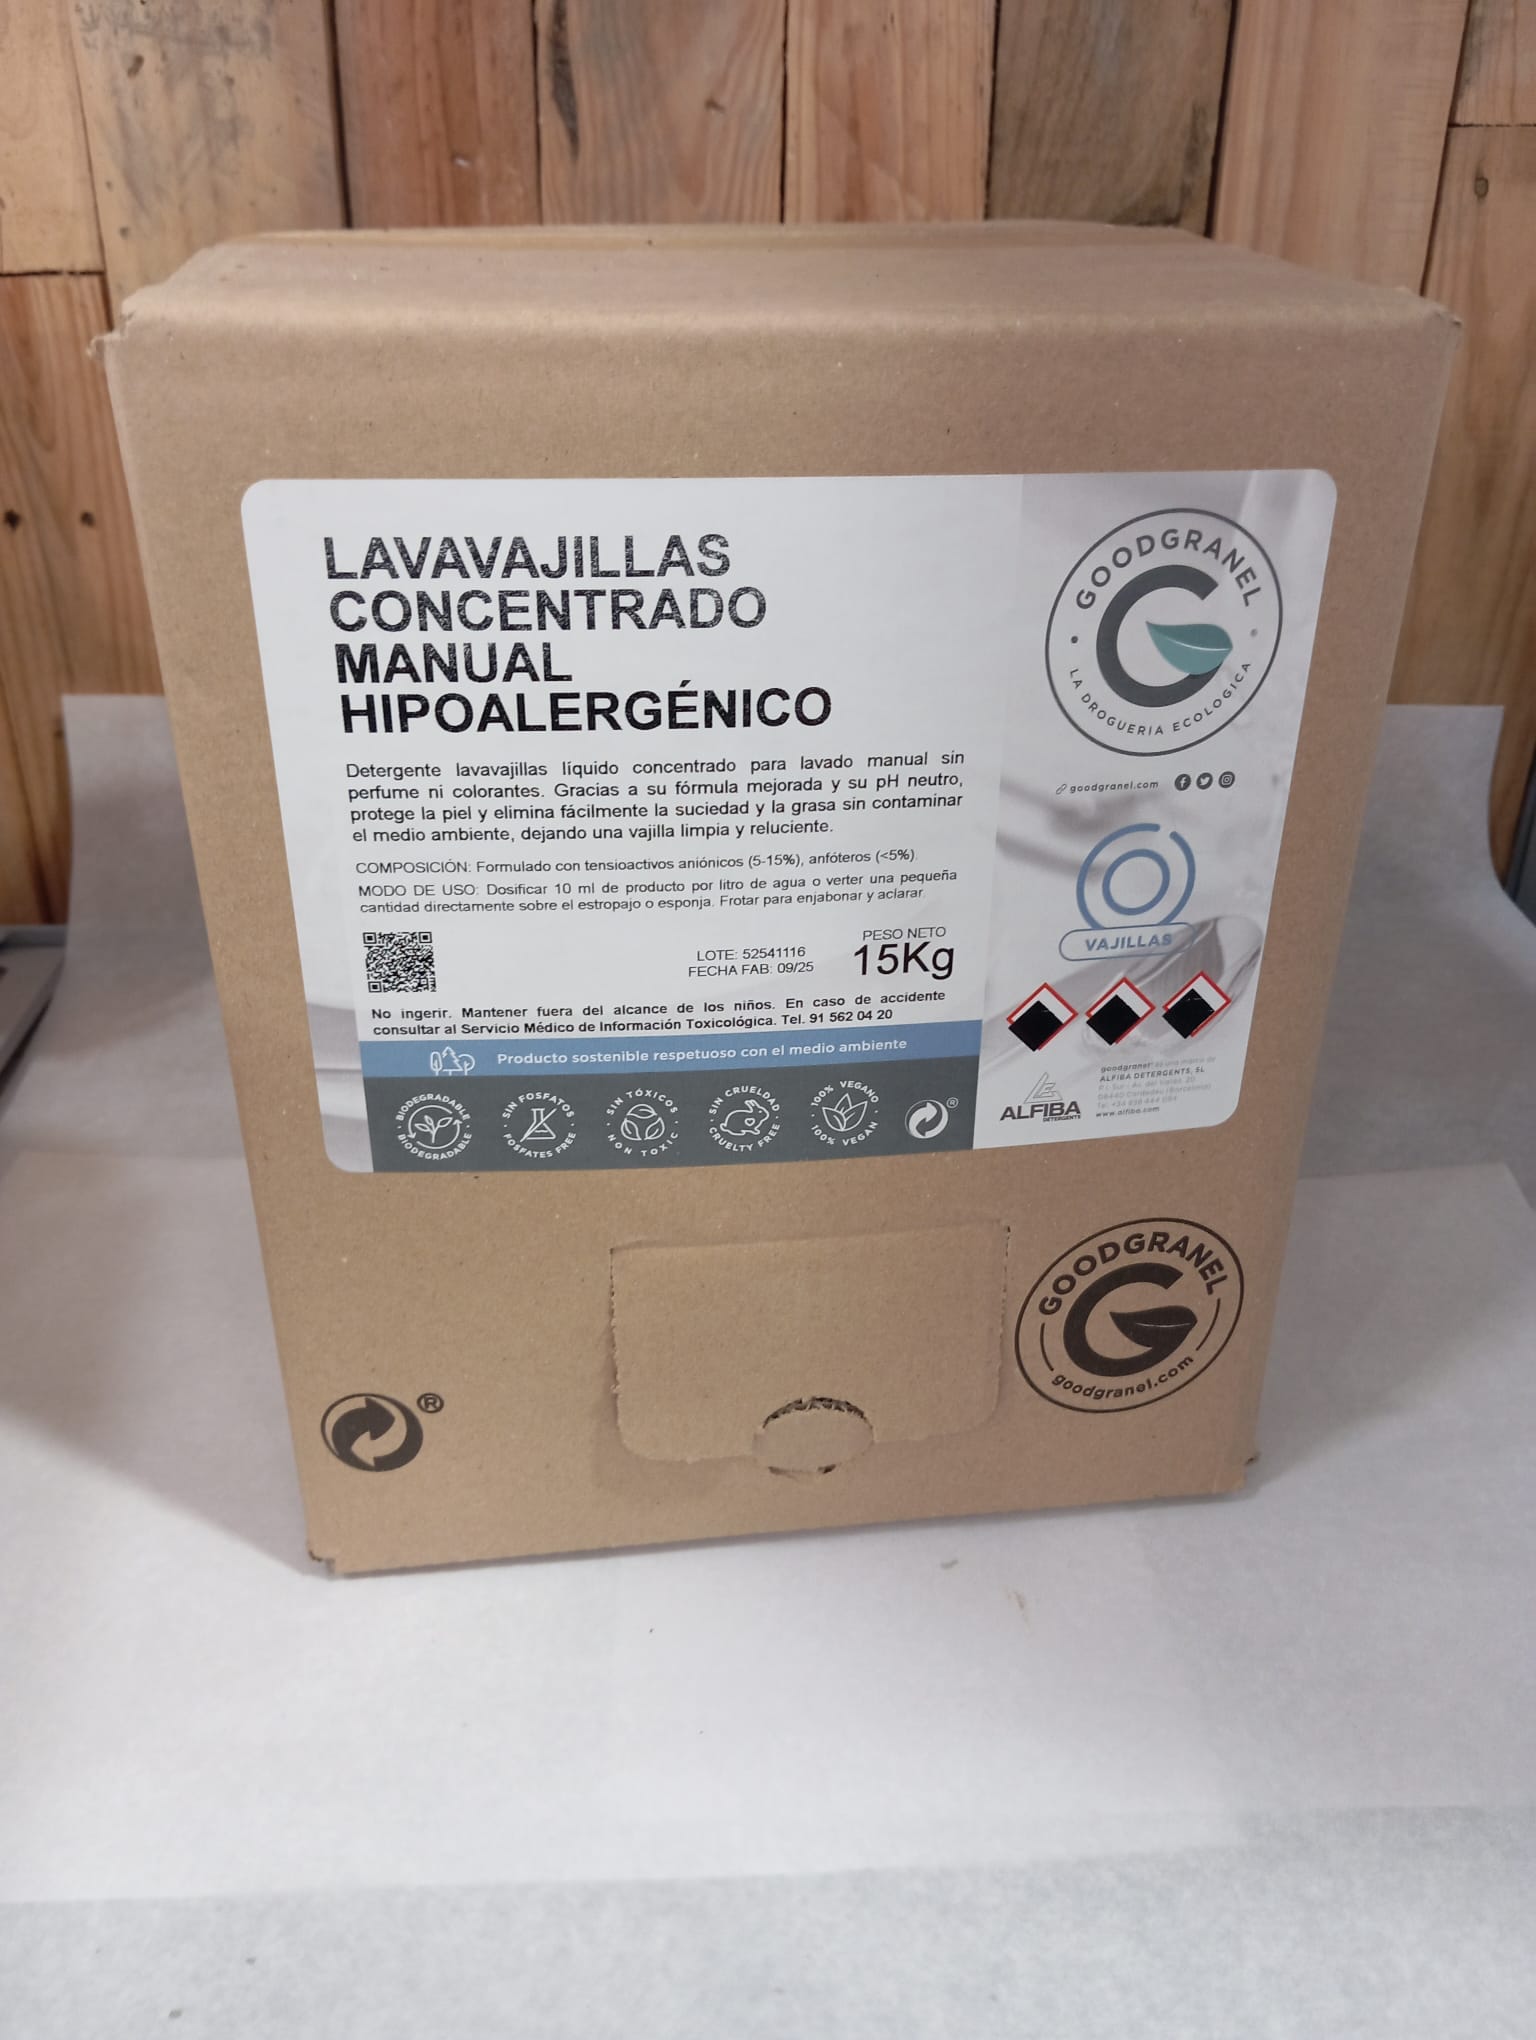 LAVAVAJILLAS
CONCENTRADO
MANUAL
HIPOALERGÉNICO
Detergente lavavajillas líquido concentrado para lavado manual sin
perfume ni colorantes. Gracias a su fórmula mejorada y su pH neutro,
protege la piel y elimina fácilmente la suciedad y la grasa sin contaminar
el medio ambiente, dejando una vajilla limpia y reluciente.
COMPOSICIÓN: Formulado con tensioactivos aniónicos (5-15%), anfóteros (<5%).
MODO DE USO: Dosificar 10 ml de producto por litro de agua o verter una pequeña
cantidad directamente sobre el estropajo o esponja. Frotar para enjabonar y aclarar.
LOTE: 52541116
FECHA FAB: 09/25
PESO NETO
15Kg
No ingerir. Mantener fuera del alcance de los niños. En caso de accidente
consultar al Servicio Médico de Información Toxicológica. Tel. 91 562 04 20
Producto sostenible respetuoso con el medio ambiente
BIODEGRADABLE
BIODEGRADABLE
SIN FOSFATOS
FOSFATES FREE
SIN TÓXICOS
NON TOXIC
SIN CRUELDAD
CRUELTY FREE
100% VEGANO
100% VEGAN
®
GOODGRANEL
LA DROGUERIA ECOLOGICA
goodgranel.com
VAJILLAS
ALFIBA
DETERGENTS
goodgranel® es una marca de
ALFIBA DETERGENTS, SL
www.alfiba.com
GOODGRANEL
goodgranel.com
®